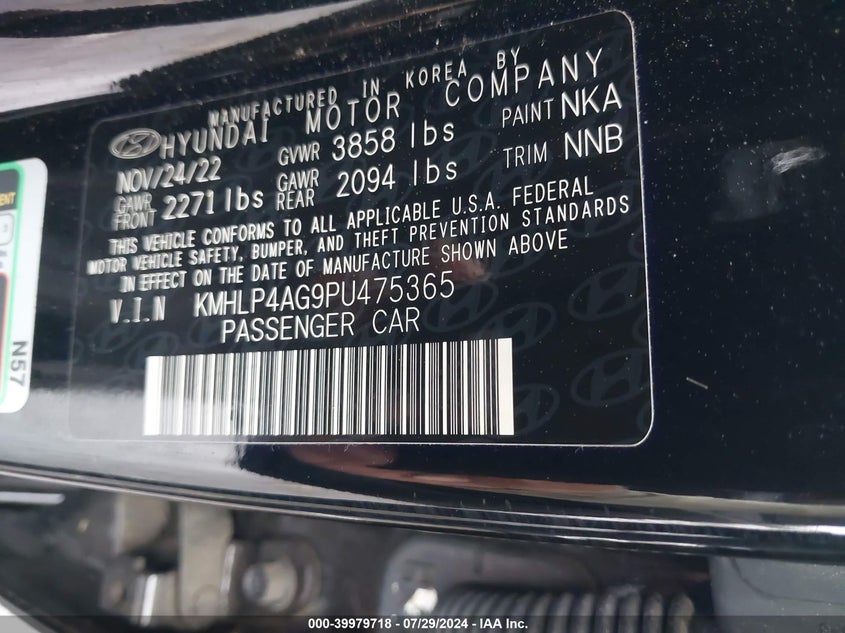 MANUFACTURED IN KOREA BY
HYUNDAI MOTOR COMPANY
NOV/24/22 GVWR 3858 lbs PAINT NKA
GAWR FRONT 2271 lbs GAWR REAR 2094 lbs TRIM NNB
THIS VEHICLE CONFORMS TO ALL APPLICABLE U.S.A. FEDERAL
MOTOR VEHICLE SAFETY, BUMPER, AND THEFT PREVENTION STANDARDS
IN EFFECT ON THE DATE OF MANUFACTURE SHOWN ABOVE
V.I.N KMHLP4AG9PU475365
PASSENGER CAR
N57
000-39979718 - 07/29/2024 - IAA Inc.